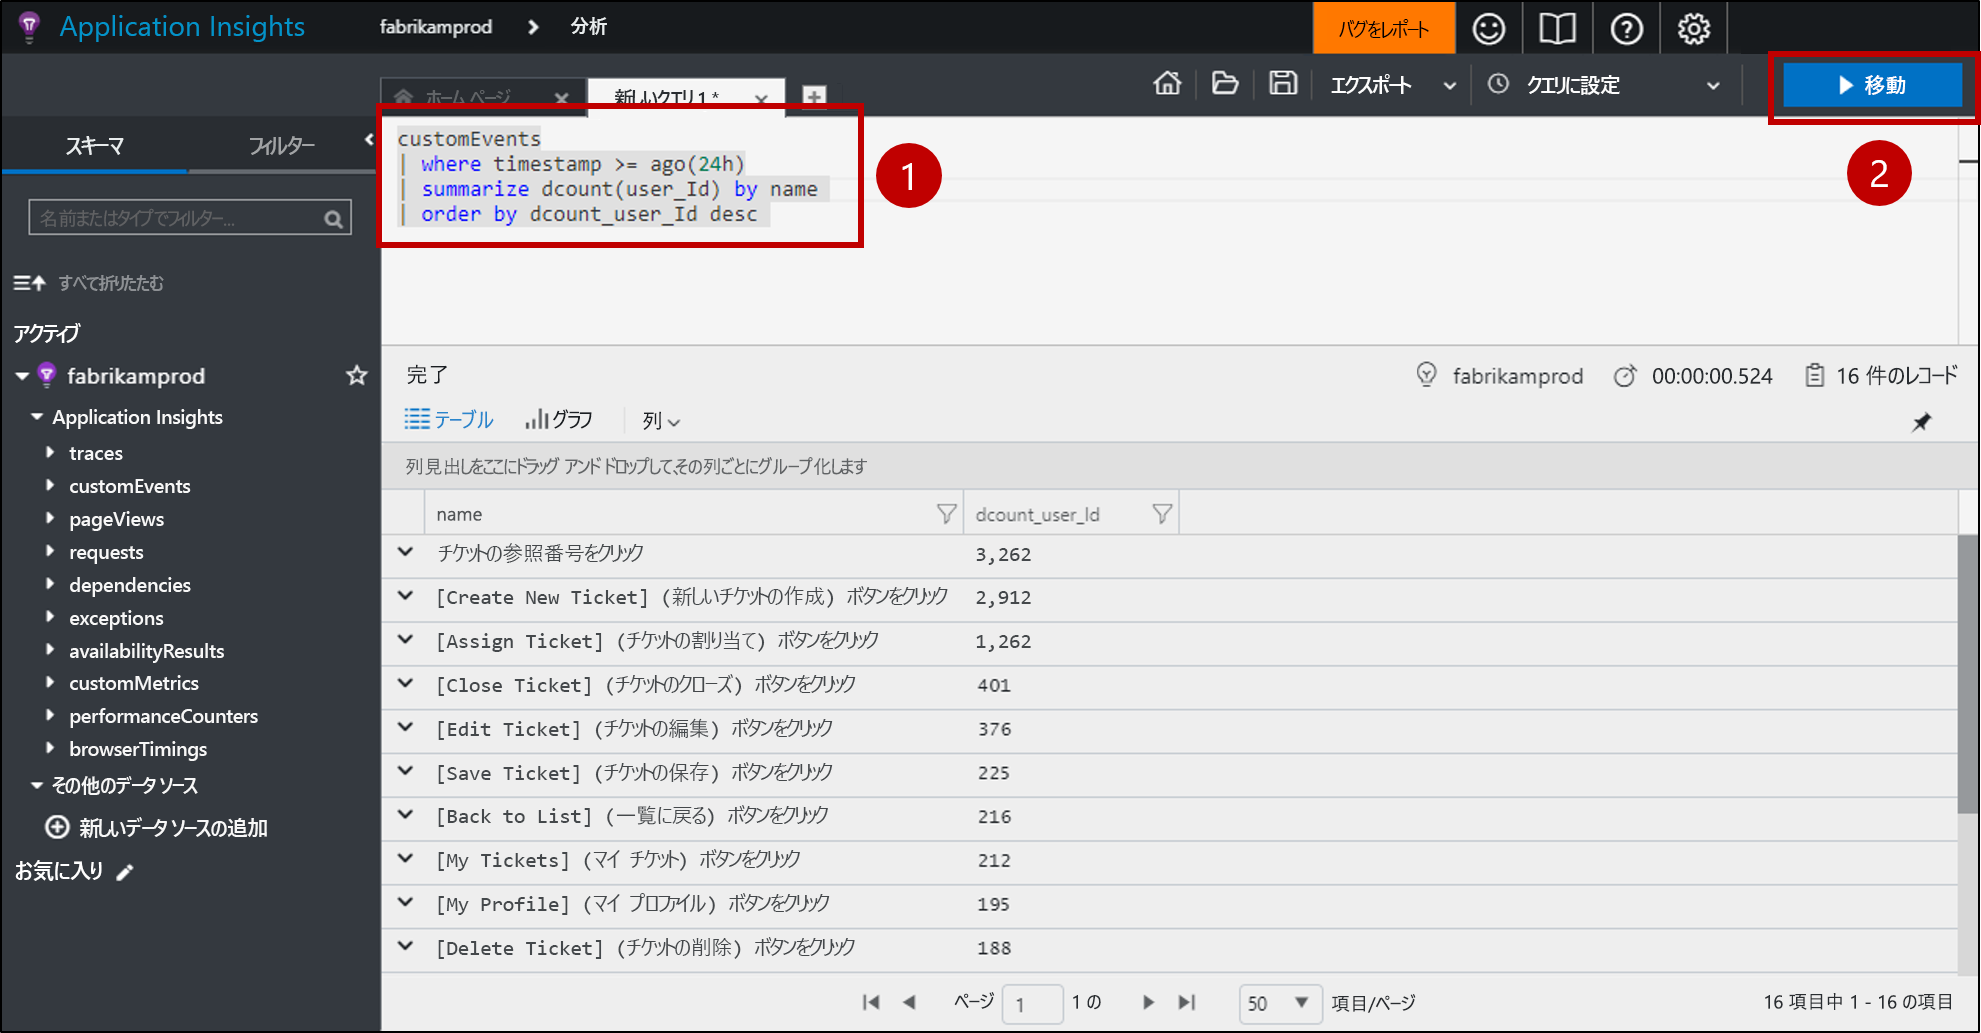 Application Insights
fabrikamprod
分析
バグをレポート
ホーム ページ
新しいクエリ 1 *
エクスポート
クエリに設定
移動
スキーマ
フィルター
名前またはタイプでフィルター...
すべて折りたたむ
アクティブ
fabrikamprod
Application Insights
traces
customEvents
pageViews
requests
dependencies
exceptions
availabilityResults
customMetrics
performanceCounters
browserTimings
その他のデータ ソース
新しいデータ ソースの追加
お気に入り
customEvents
| where timestamp >= ago(24h)
| summarize dcount(user_Id) by name
| order by dcount_user_Id desc
1
2
完了
fabrikamprod
00:00:00.524
16 件のレコード
テーブル
グラフ
列
列見出しをここにドラッグ アンド ドロップして、その列ごとにグループ化します
name dcount_user_Id
チケットの参照番号をクリック 3,262
[Create New Ticket] (新しいチケットの作成) ボタンをクリック 2,912
[Assign Ticket] (チケットの割り当て) ボタンをクリック 1,262
[Close Ticket] (チケットのクローズ) ボタンをクリック 401
[Edit Ticket] (チケットの編集) ボタンをクリック 376
[Save Ticket] (チケットの保存) ボタンをクリック 225
[Back to List] (一覧に戻る) ボタンをクリック 216
[My Tickets] (マイ チケット) ボタンをクリック 212
[My Profile] (マイ プロファイル) ボタンをクリック 195
[Delete Ticket] (チケットの削除) ボタンをクリック 188
ページ 1 1 の 50 項目/ページ
16 項目中 1 - 16 の項目